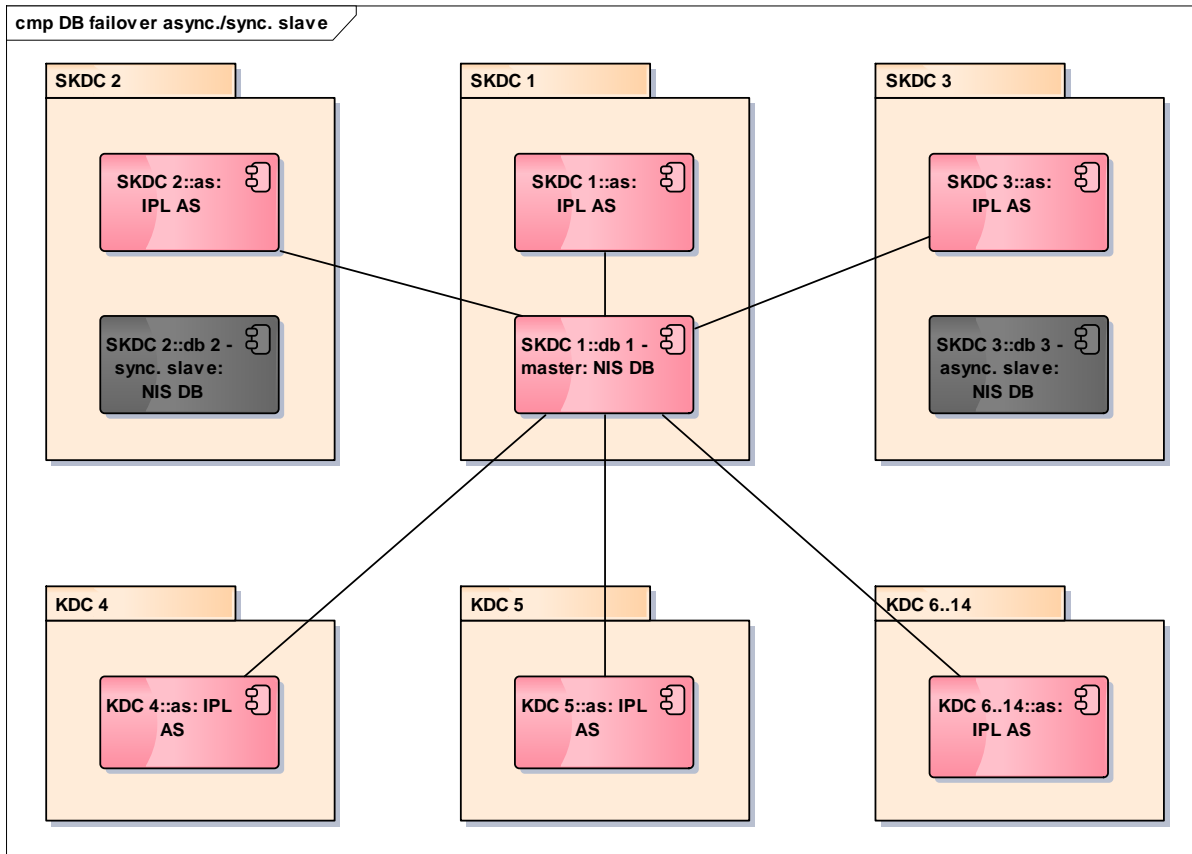 cmp DB failover async./sync. slave
SKDC 2
SKDC 1
SKDC 3
SKDC 2::as:
IPL AS
SKDC 1::as:
IPL AS
SKDC 3::as:
IPL AS
SKDC 2::db 2 -
sync. slave:
NIS DB
SKDC 1::db 1 -
master: NIS DB
SKDC 3::db 3 -
async. slave:
NIS DB
KDC 4
KDC 5
KDC 6..14
KDC 4::as: IPL
AS
KDC 5::as: IPL
AS
KDC 6..14::as:
IPL AS